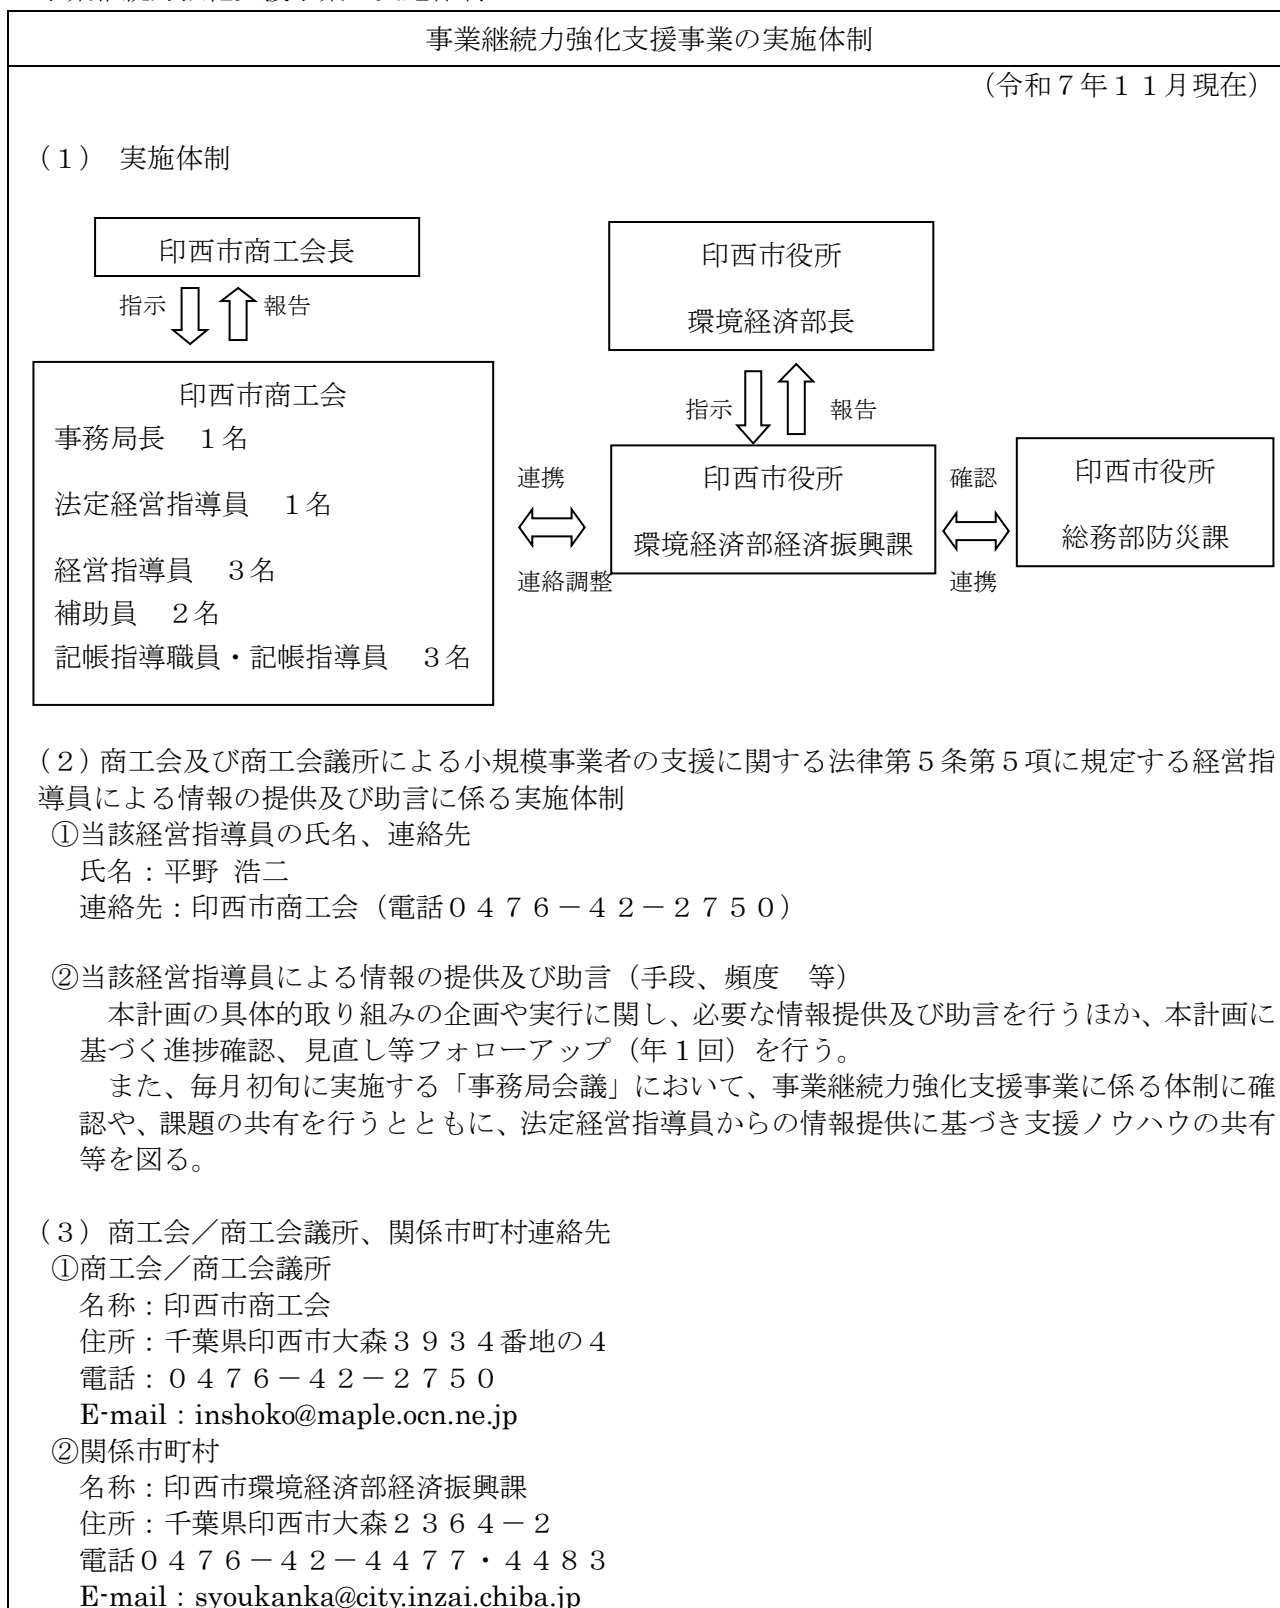 事業継続力強化支援事業の実施体制
（令和７年１１月現在）
（１）　実施体制
印西市商工会長
指示
報告
印西市商工会
事務局長　１名
法定経営指導員　１名
経営指導員　３名
補助員　２名
記帳指導職員・記帳指導員　３名
連携
連絡調整
印西市役所
環境経済部長
指示
報告
印西市役所
環境経済部経済振興課
確認
連携
印西市役所
総務部防災課
（２）商工会及び商工会議所による小規模事業者の支援に関する法律第５条第５項に規定する経営指
導員による情報の提供及び助言に係る実施体制
①当該経営指導員の氏名、連絡先
氏名：平野 浩二
連絡先：印西市商工会（電話０４７６－４２－２７５０）
②当該経営指導員による情報の提供及び助言（手段、頻度　等）
本計画の具体的取り組みの企画や実行に関し、必要な情報提供及び助言を行うほか、本計画に
基づく進捗確認、見直し等フォローアップ（年１回）を行う。
また、毎月初旬に実施する「事務局会議」において、事業継続力強化支援事業に係る体制に確
認や、課題の共有を行うとともに、法定経営指導員からの情報提供に基づき支援ノウハウの共有
等を図る。
（３）商工会／商工会議所、関係市町村連絡先
①商工会／商工会議所
名称：印西市商工会
住所：千葉県印西市大森３９３４番地の４
電話：０４７６－４２－２７５０
E-mail：inshoko@maple.ocn.ne.jp
②関係市町村
名称：印西市環境経済部経済振興課
住所：千葉県印西市大森２３６４－２
電話０４７６－４２－４４７７・４４８３
E-mail：syoukanka@city.inzai.chiba.jp